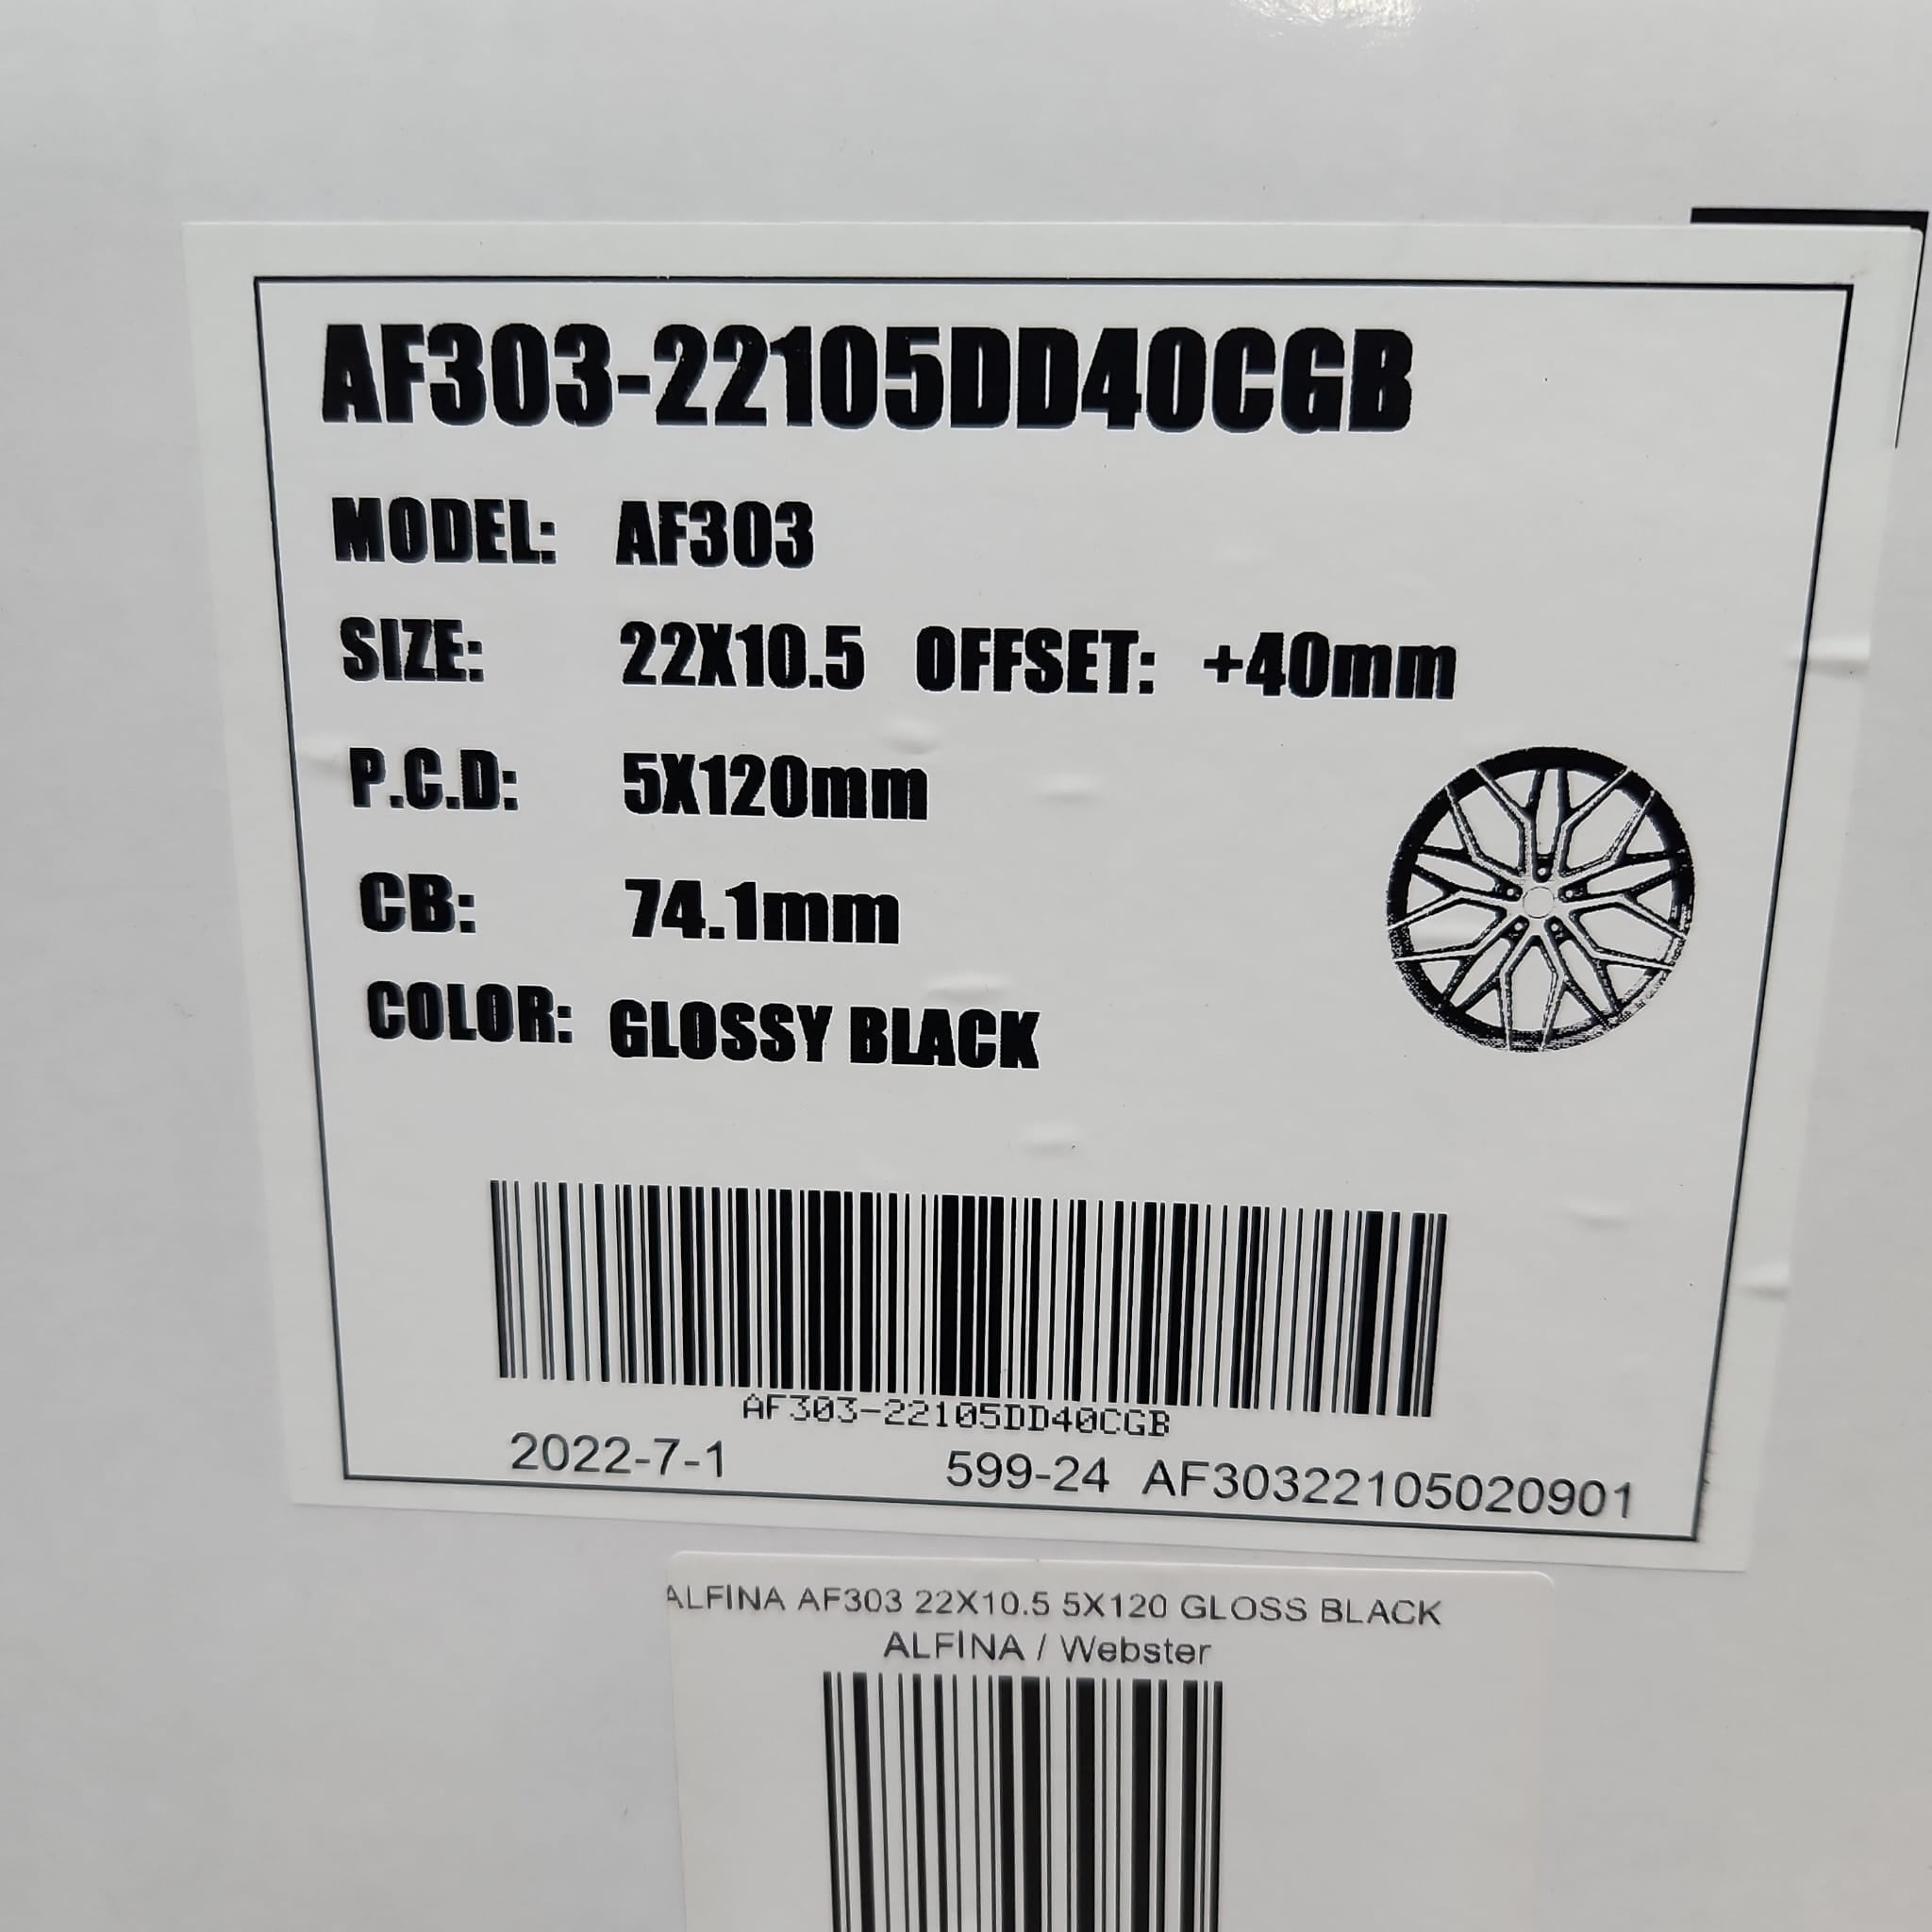 AF303-22105DD40CGB
MODEL: AF303
SIZE: 22X10.5 OFFSET: +40mm
P.C.D: 5X120mm
CB: 74.1mm
COLOR: GLOSSY BLACK
AF303-22105DD40CGB
2022-7-1 599-24 AF30322105020901
ALFINA AF303 22X10.5 5X120 GLOSS BLACK
ALFINA / Webster